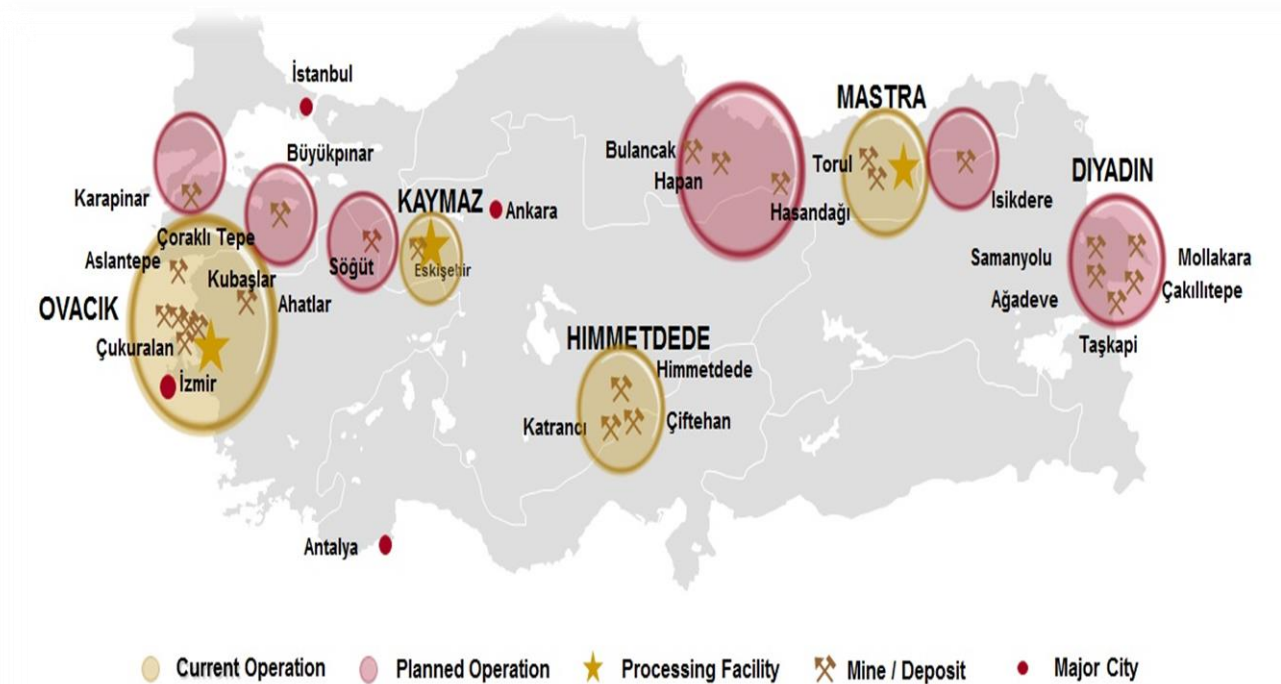 İstanbul
MASTRA
Büyükpınar
Bulancak
Torul
DIYADIN
Hapan
Karapinar
KAYMAZ
Isikdere
Ankara
Hasandağı
Çoraklı Tepe
Aslantepe
Söğüt
Eskişehir
Samanyolu
Mollakara
Kubaşlar
Ahatlar
Ağadeve
Çakıllıtepe
OVACIK
Çukuralan
HIMMETDEDE
Taşkapi
Himmetdede
İzmir
Katrancı
Çiftehan
Antalya
Current Operation
Planned Operation
Processing Facility
Mine / Deposit
Major City